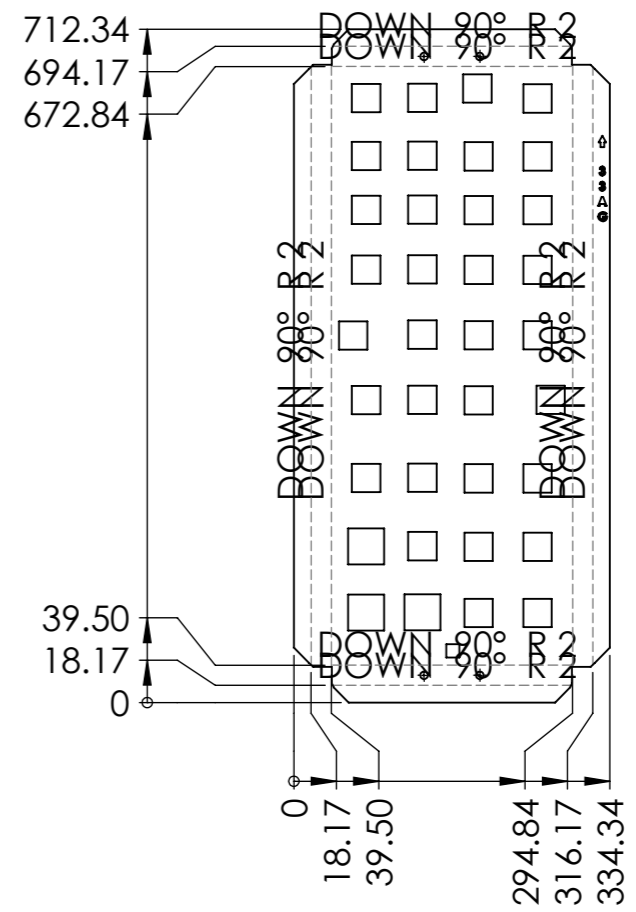 DOWN 90° R 2
DOWN 90° R 2
712.34
694.17
672.84
33AG
DOWN 90° R 2
DOWN 90° R 2
DOWN 90° R 2
DOWN 90° R 2
39.50
18.17
0
DOWN 90° R 2
DOWN 90° R 2
0
18.17
39.50
294.84
316.17
334.34